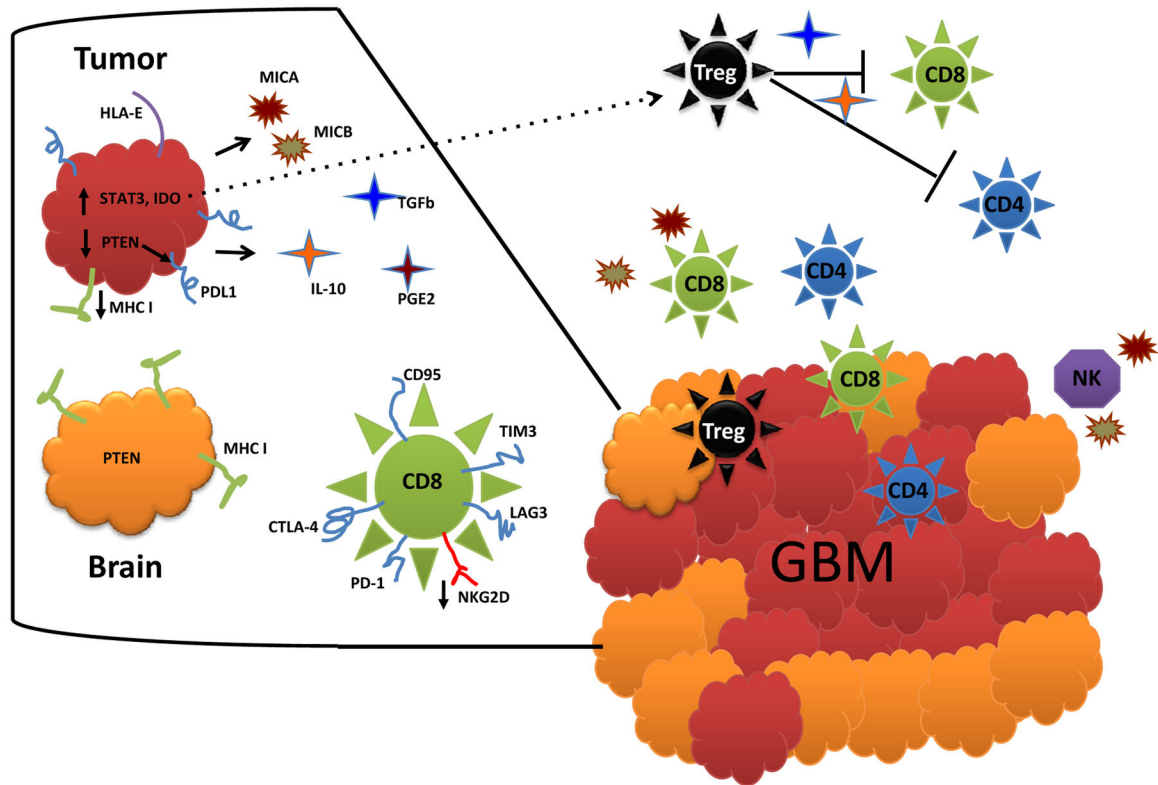 Tumor
HLA-E
MICA
MICB
STAT3, IDO
PTEN
MHC I
PDL1
TGFb
IL-10
PGE2
PTEN
MHC I
Brain
CD95
TIM3
CD8
LAG3
CTLA-4
PD-1
NKG2D
Treg
CD8
CD4
CD8
CD4
CD8
NK
Treg
CD4
GBM